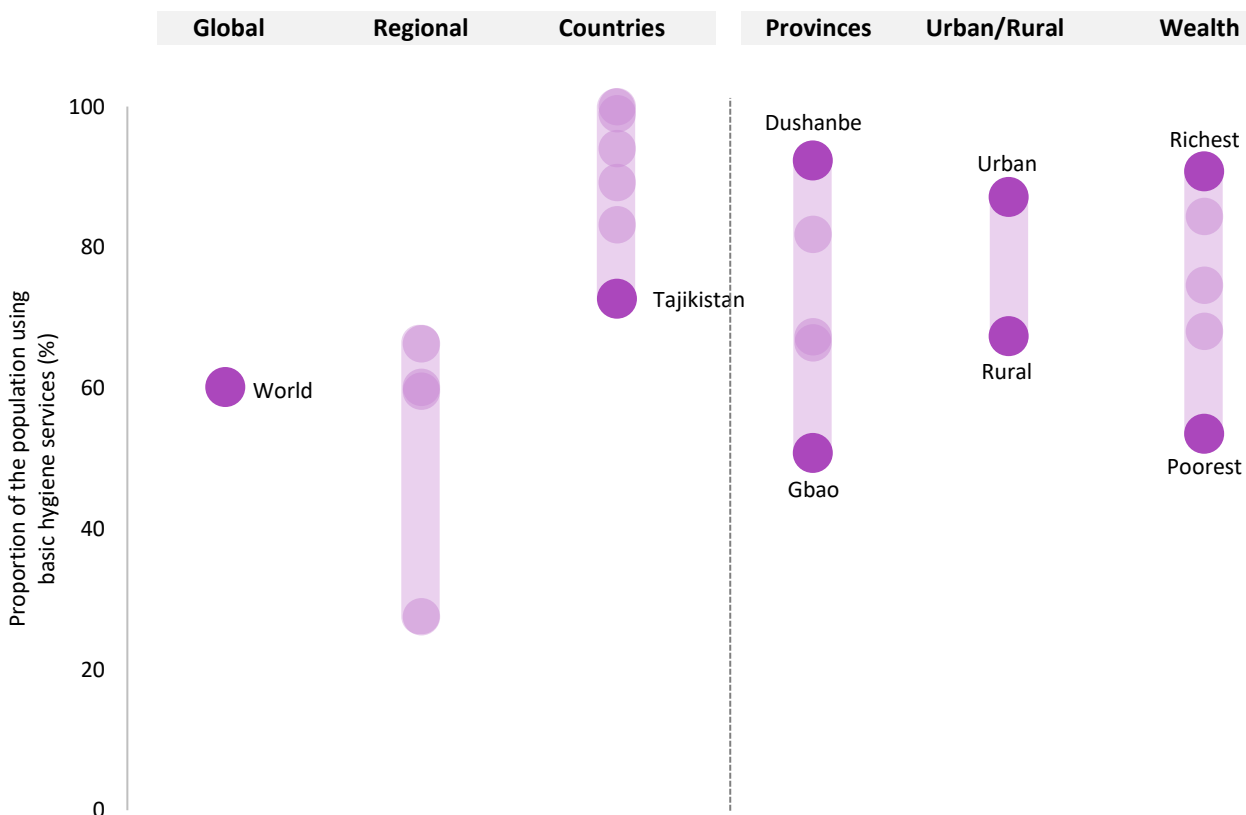 Global Regional Countries Provinces Urban/Rural Wealth
Proportion of the population using
basic hygiene services (%)
100
80
60
40
20
0
World
Tajikistan
Dushanbe
Gbao
Urban
Rural
Richest
Poorest